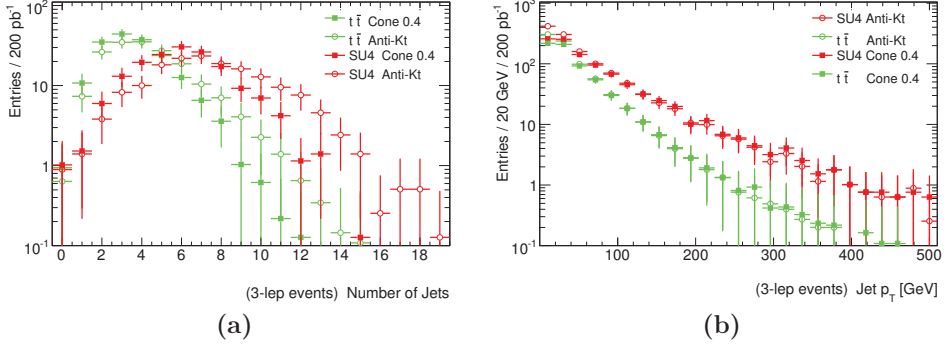 t t̄ Cone 0.4
t t̄ Anti-Kt
SU4 Cone 0.4
SU4 Anti-Kt
Entries / 200 pb⁻¹
10²
10
1
10⁻¹
0 2 4 6 8 10 12 14 16 18
(3-lep events) Number of Jets
(a)
SU4 Anti-Kt
t t̄ Anti-Kt
SU4 Cone 0.4
t t̄ Cone 0.4
Entries / 20 GeV / 200 pb⁻¹
10³
10²
10
1
10⁻¹
100 200 300 400 500
(3-lep events) Jet p_T [GeV]
(b)